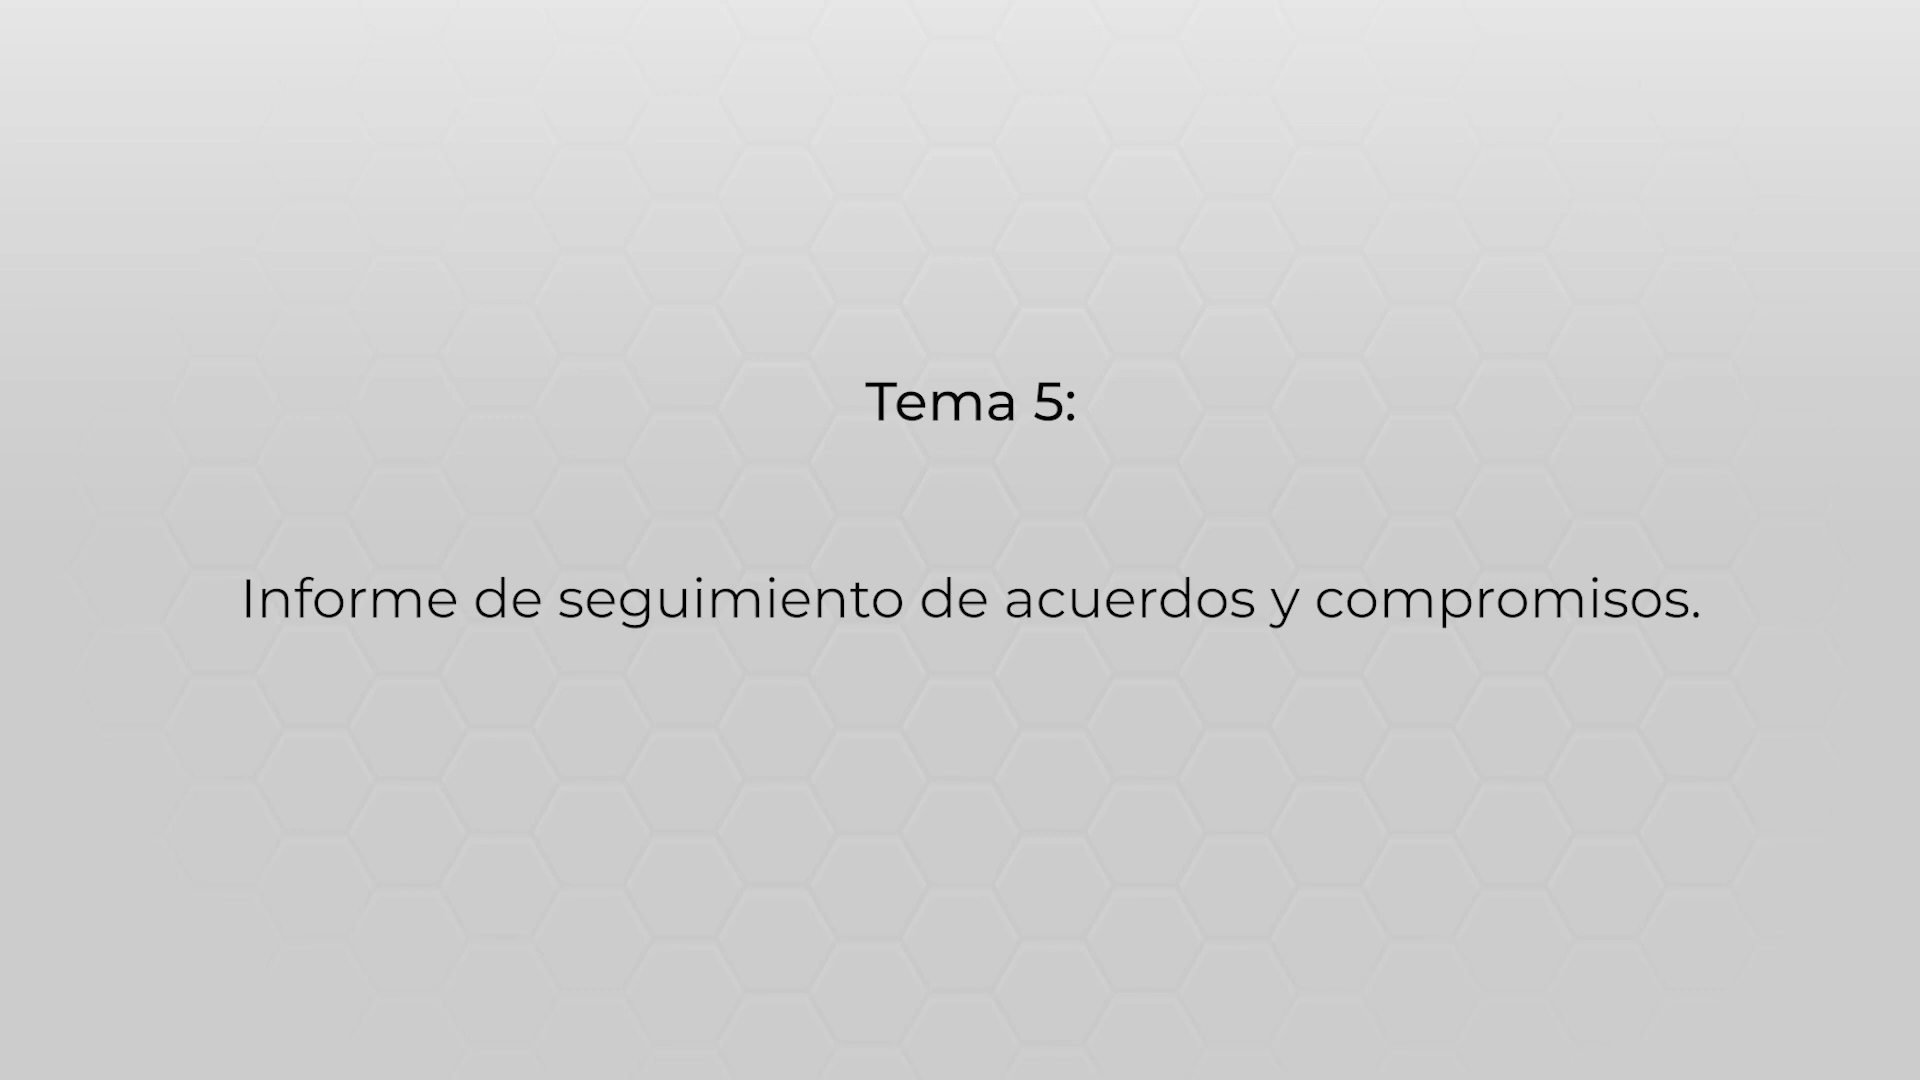 Tema 5:
Informe de seguimiento de acuerdos y compromisos.